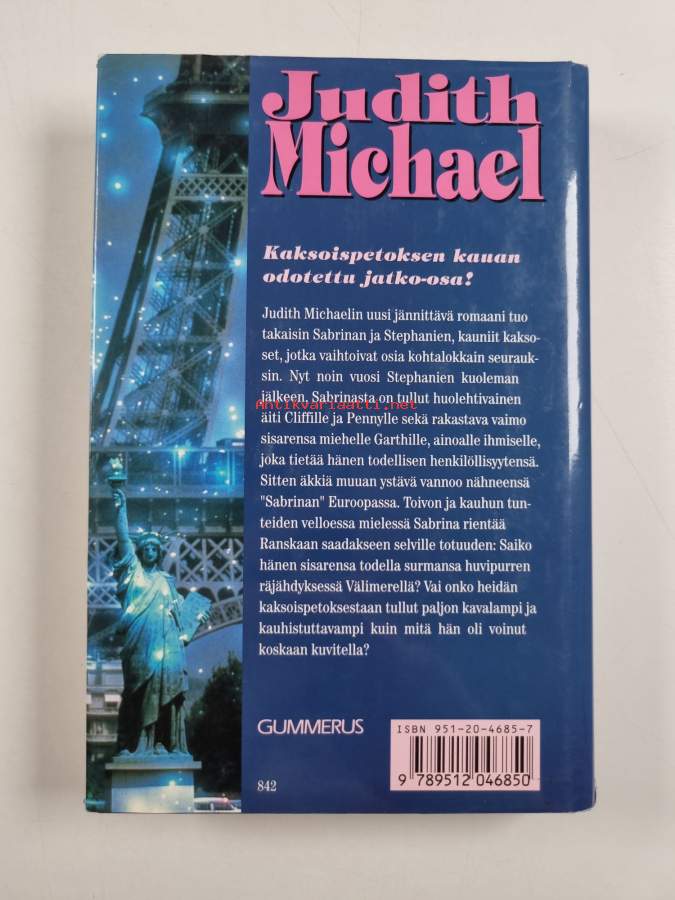 Judith
Michael
Kaksoispetoksen kauan
odotettu jatko-osa!
Judith Michaelin uusi jännittävä romaani tuo
takaisin Sabrinan ja Stephanien, kauniit kakso-
set, jotka vaihtoivat osia kohtalokkain seurauk-
sin. Nyt noin vuosi Stephanien kuoleman
jälkeen, Sabrinasta on tullut huolehtivainen
Antikvariaatti.net
äiti Cliffille ja Pennylle sekä rakastava vaimo
sisarensa miehelle Garthille, ainoalle ihmiselle,
joka tietää hänen todellisen henkilöllisyytensä.
Sitten äkkiä muuan ystävä vannoo nähneensä
"Sabrinan" Euroopassa. Toivon ja kauhun tun-
teiden velloessa mielessä Sabrina rientää
Ranskaan saadakseen selville totuuden: Saiko
hänen sisarensa todella surmansa huvipurren
räjähdyksessä Välimerellä? Vai onko heidän
kaksoispetoksestaan tullut paljon kavalampi ja
kauhistuttavampi kuin mitä hän oli voinut
koskaan kuvitella?
GUMMERUS
ISBN 951-20-4685-7
9 789512 046850
842